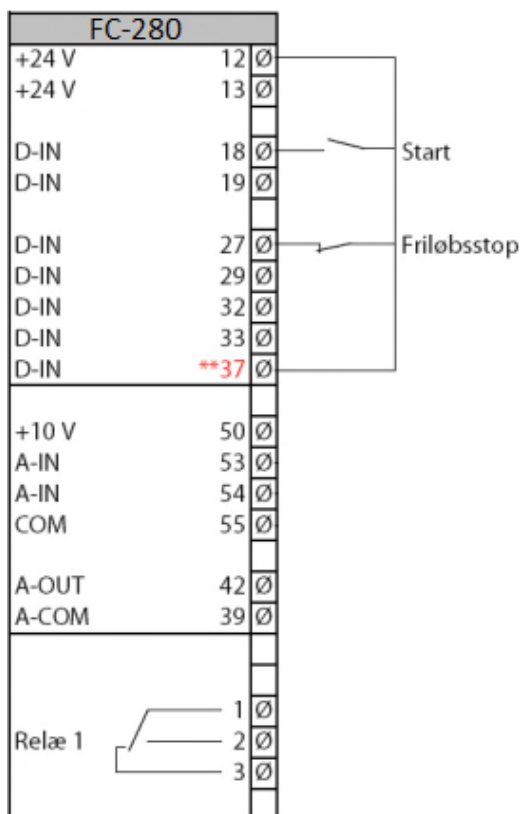 FC-280
+24 V 12
+24 V 13
D-IN 18 Start
D-IN 19
D-IN 27 Friløbsstop
D-IN 29
D-IN 32
D-IN 33
D-IN **37
+10 V 50
A-IN 53
A-IN 54
COM 55
A-OUT 42
A-COM 39
1
Relæ 1 2
3